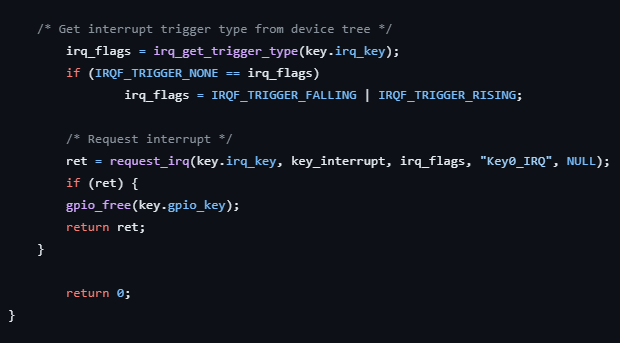 /* Get interrupt trigger type from device tree */
irq_flags = irq_get_trigger_type(key.irq_key);
if (IRQF_TRIGGER_NONE == irq_flags)
irq_flags = IRQF_TRIGGER_FALLING | IRQF_TRIGGER_RISING;
/* Request interrupt */
ret = request_irq(key.irq_key, key_interrupt, irq_flags, "Key0_IRQ", NULL);
if (ret) {
gpio_free(key.gpio_key);
return ret;
}
return 0;
}